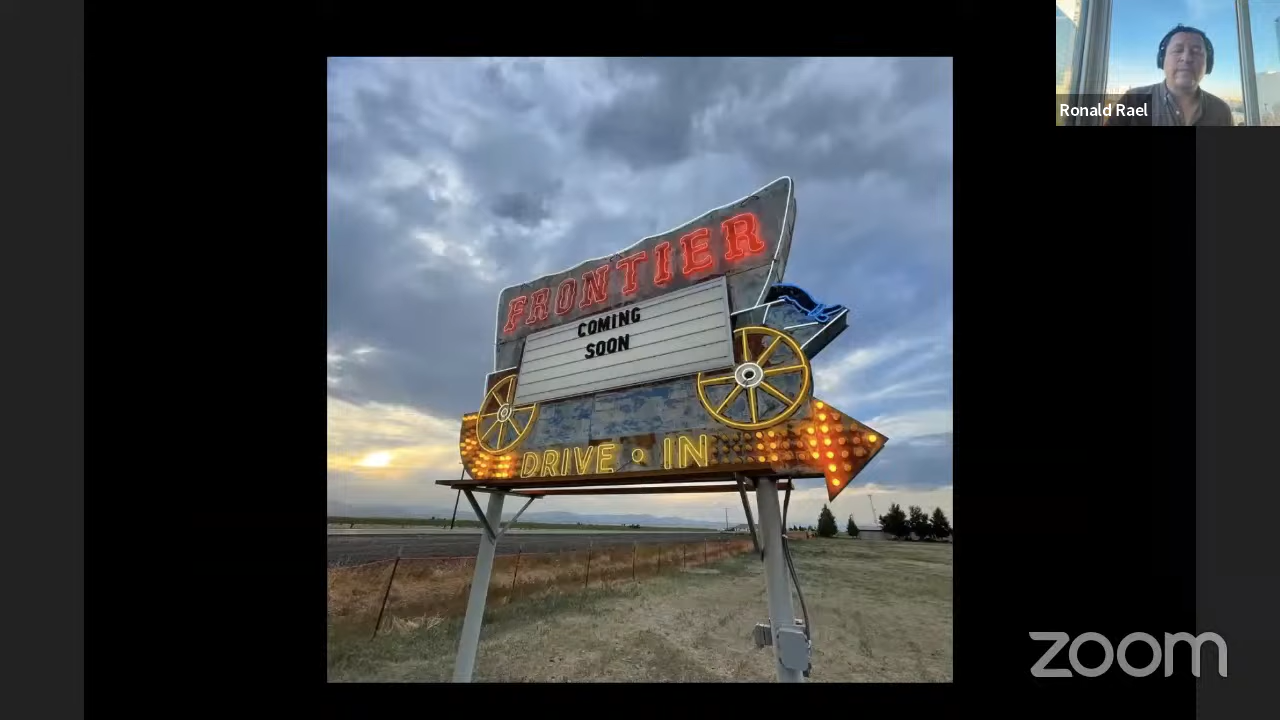 Ronald Rael
FRONTIER
COMING
SOON
DRIVE • IN
zoom